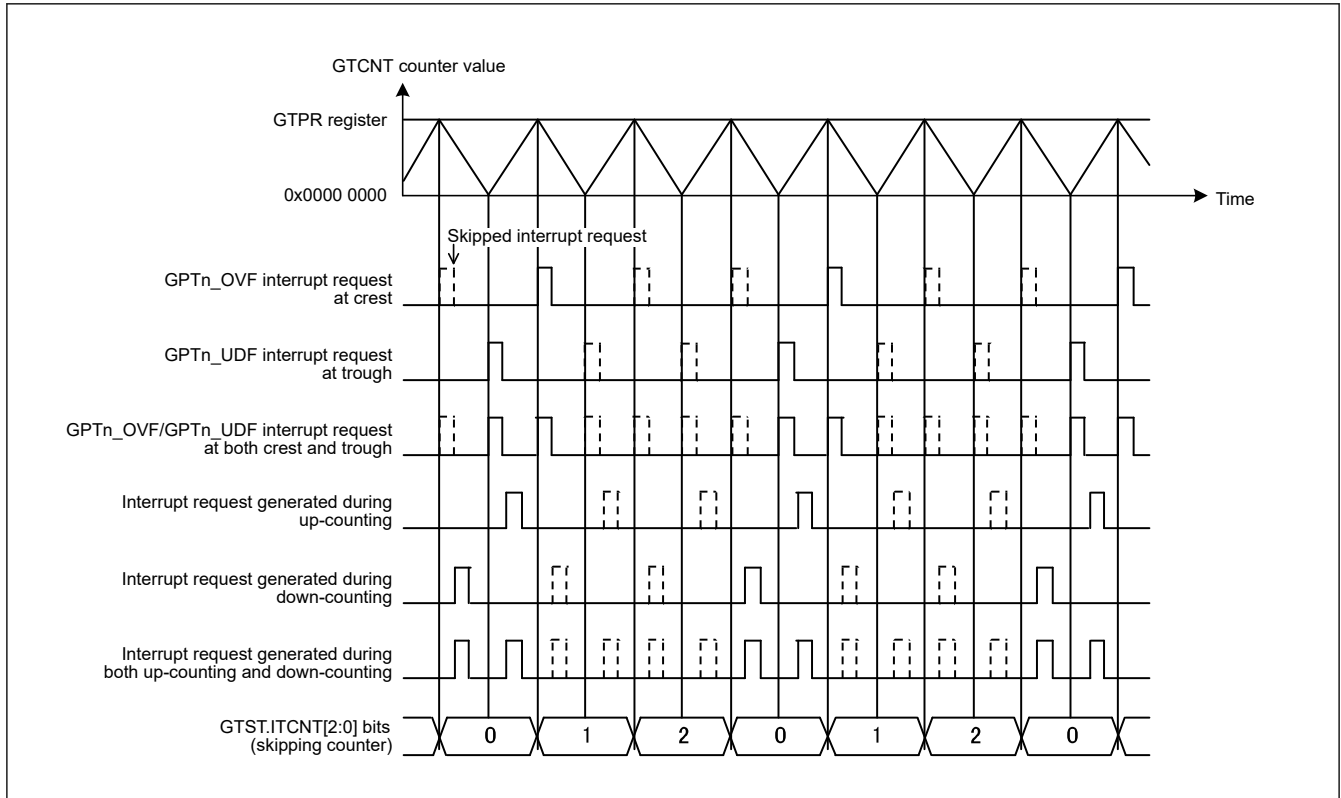 GTCNT counter value
GTPR register
0x0000 0000
Time
Skipped interrupt request
GPTn_OVF interrupt request
at crest
GPTn_UDF interrupt request
at trough
GPTn_OVF/GPTn_UDF interrupt request
at both crest and trough
Interrupt request generated during
up-counting
Interrupt request generated during
down-counting
Interrupt request generated during
both up-counting and down-counting
GTST.ITCNT[2:0] bits
(skipping counter)
0 1 2 0 1 2 0